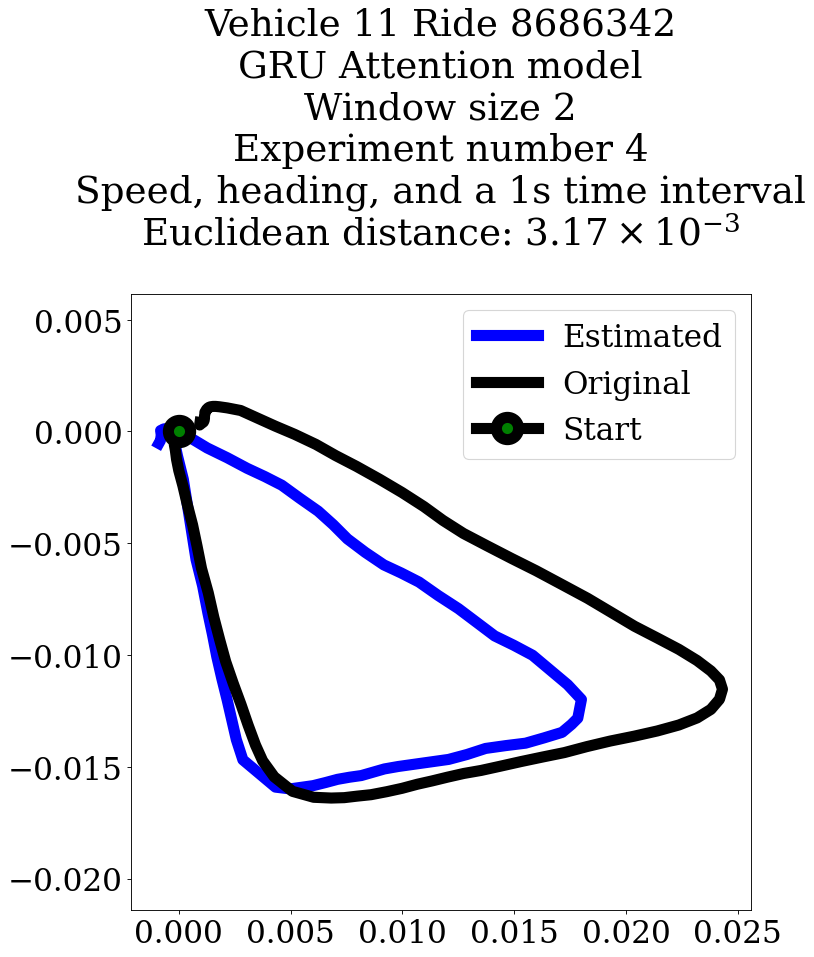 Vehicle 11 Ride 8686342
GRU Attention model
Window size 2
Experiment number 4
Speed, heading, and a 1s time interval
Euclidean distance: 3.17 × 10⁻³
Estimated
Original
Start
0.005
0.000
−0.005
−0.010
−0.015
−0.020
0.000 0.005 0.010 0.015 0.020 0.025